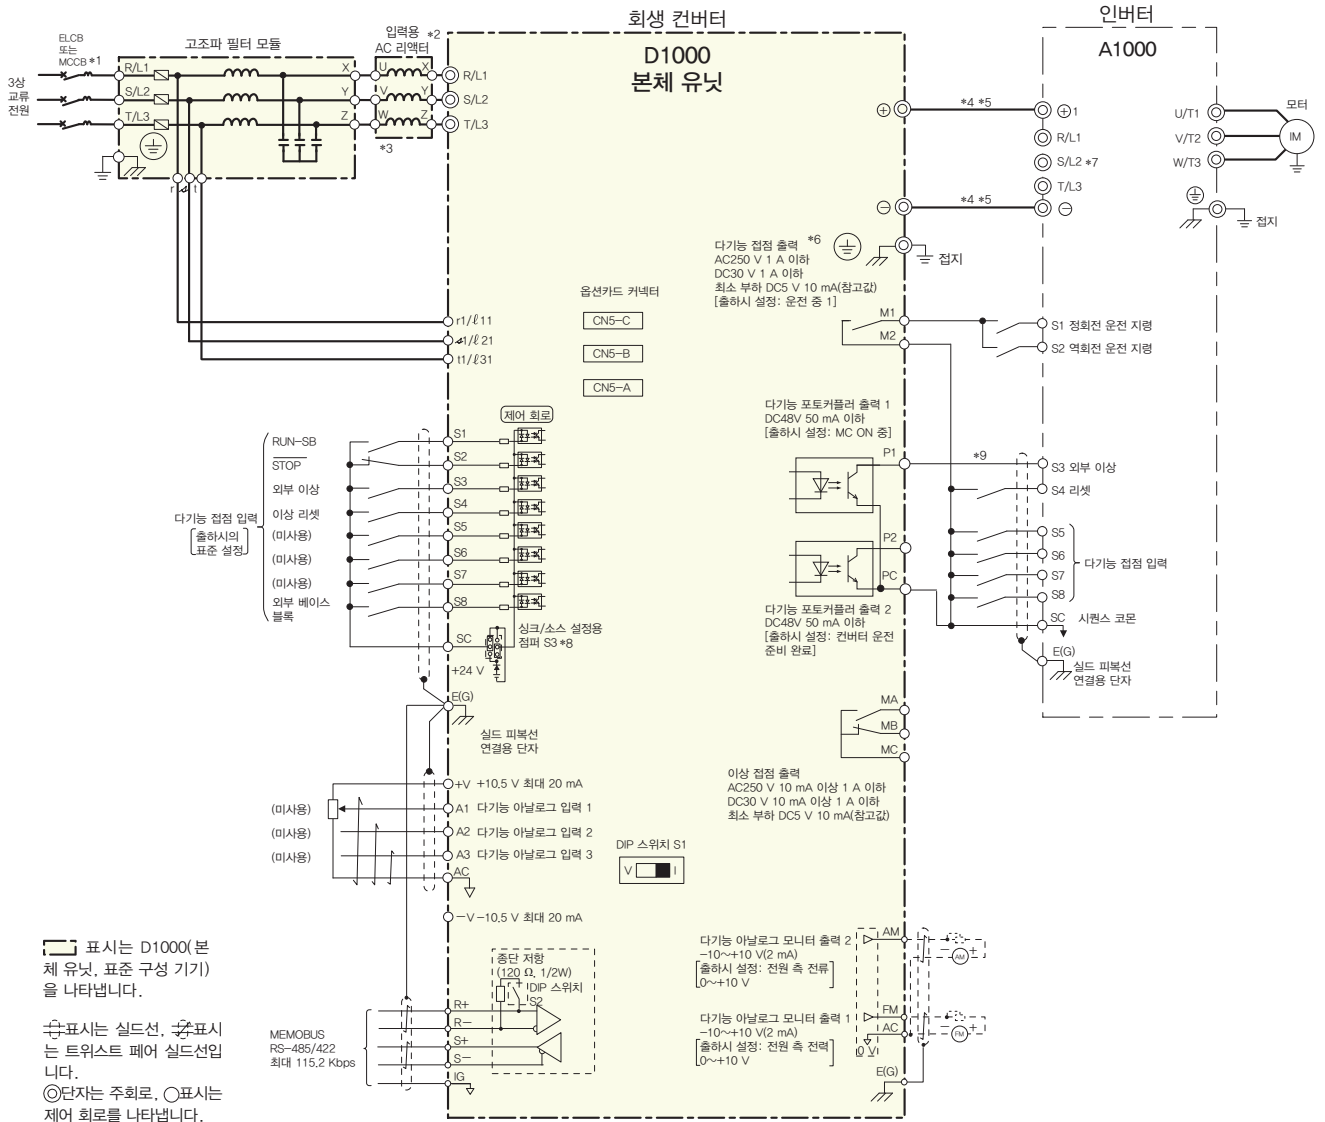 회생 컨버터
인버터
ELCB
또는
MCCB *1
고조파 필터 모듈
입력용 *2
AC 리액터
D1000
본체 유닛
A1000
3상
교류
전원
R/L1
S/L2
T/L3
X
Y
Z
U
V
W
X
Y
Z
*3
R/L1
S/L2
T/L3
r
t
⊕
*4 *5
⊕1
R/L1
S/L2 *7
T/L3
⊖
*4 *5
⊖
U/T1
V/T2
W/T3
모터
IM
접지
다기능 접점 출력 *6
AC250 V 1 A 이하
DC30 V 1 A 이하
최소 부하 DC5 V 10 mA(참고값)
[출하시 설정: 운전 중 1]
접지
옵션카드 커넥터
CN5-C
CN5-B
CN5-A
r1/ℓ11
1/ℓ21
t1/ℓ31
M1
M2
S1 정회전 운전 지령
S2 역회전 운전 지령
제어 회로
다기능 포토커플러 출력 1
DC48V 50 mA 이하
[출하시 설정: MC ON 중]
P1
*9
S3 외부 이상
S4 리셋
S5
S6
S7
S8
다기능 접점 입력
SC 시퀀스 코몬
E(G)
실드 피복선
연결용 단자
P2
PC
다기능 포토커플러 출력 2
DC48V 50 mA 이하
[출하시 설정: 컨버터 운전
준비 완료]
다기능 접점 입력
[출하시의
표준 설정]
RUN-SB
STOP
외부 이상
이상 리셋
(미사용)
(미사용)
(미사용)
외부 베이스
블록
S1
S2
S3
S4
S5
S6
S7
S8
SC
싱크/소스 설정용
점퍼 S3 *8
+24 V
E(G)
실드 피복선
연결용 단자
MA
MB
MC
이상 접점 출력
AC250 V 10 mA 이상 1 A 이하
DC30 V 10 mA 이상 1 A 이하
최소 부하 DC5 V 10 mA(참고값)
(미사용)
(미사용)
(미사용)
+V +10.5 V 최대 20 mA
A1 다기능 아날로그 입력 1
A2 다기능 아날로그 입력 2
A3 다기능 아날로그 입력 3
AC
-V -10.5 V 최대 20 mA
DIP 스위치 S1
V I
종단 저항
(120 Ω, 1/2W)
DIP 스위치
S2
MEMOBUS
RS-485/422
최대 115.2 Kbps
R+
R-
S+
S-
IG
다기능 아날로그 모니터 출력 2
-10~+10 V(2 mA)
[출하시 설정: 전원 측 전류
0~+10 V]
다기능 아날로그 모니터 출력 1
-10~+10 V(2 mA)
[출하시 설정: 전원 측 전력
0~+10 V]
AM
FM
AC
0 V
E(G)
- AM +
- FM +
표시는 D1000(본
체 유닛, 표준 구성 기기)
을 나타냅니다.
표시는 실드선, 표시
는 트위스트 페어 실드선입
니다.
◎단자는 주회로, ○표시는
제어 회로를 나타냅니다.